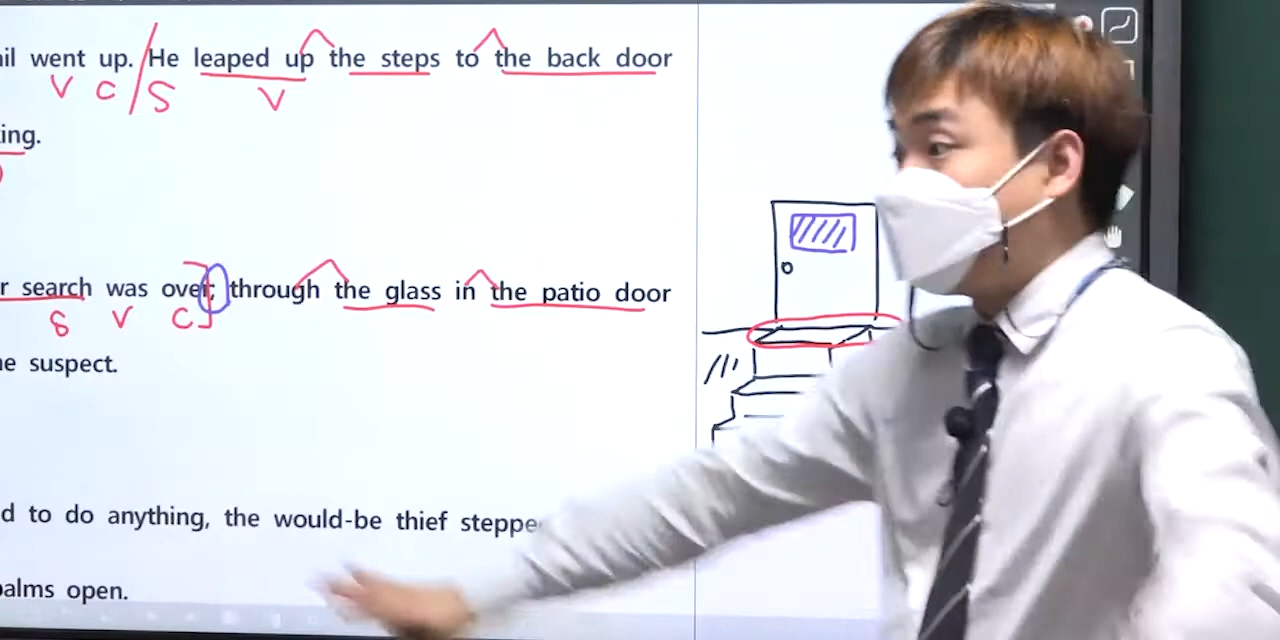 il went up. He leaped up the steps to the back door
V C / S V
ing.
r search was over; through the glass in the patio door
S V C
e suspect.
d to do anything, the would-be thief steppe
palms open.